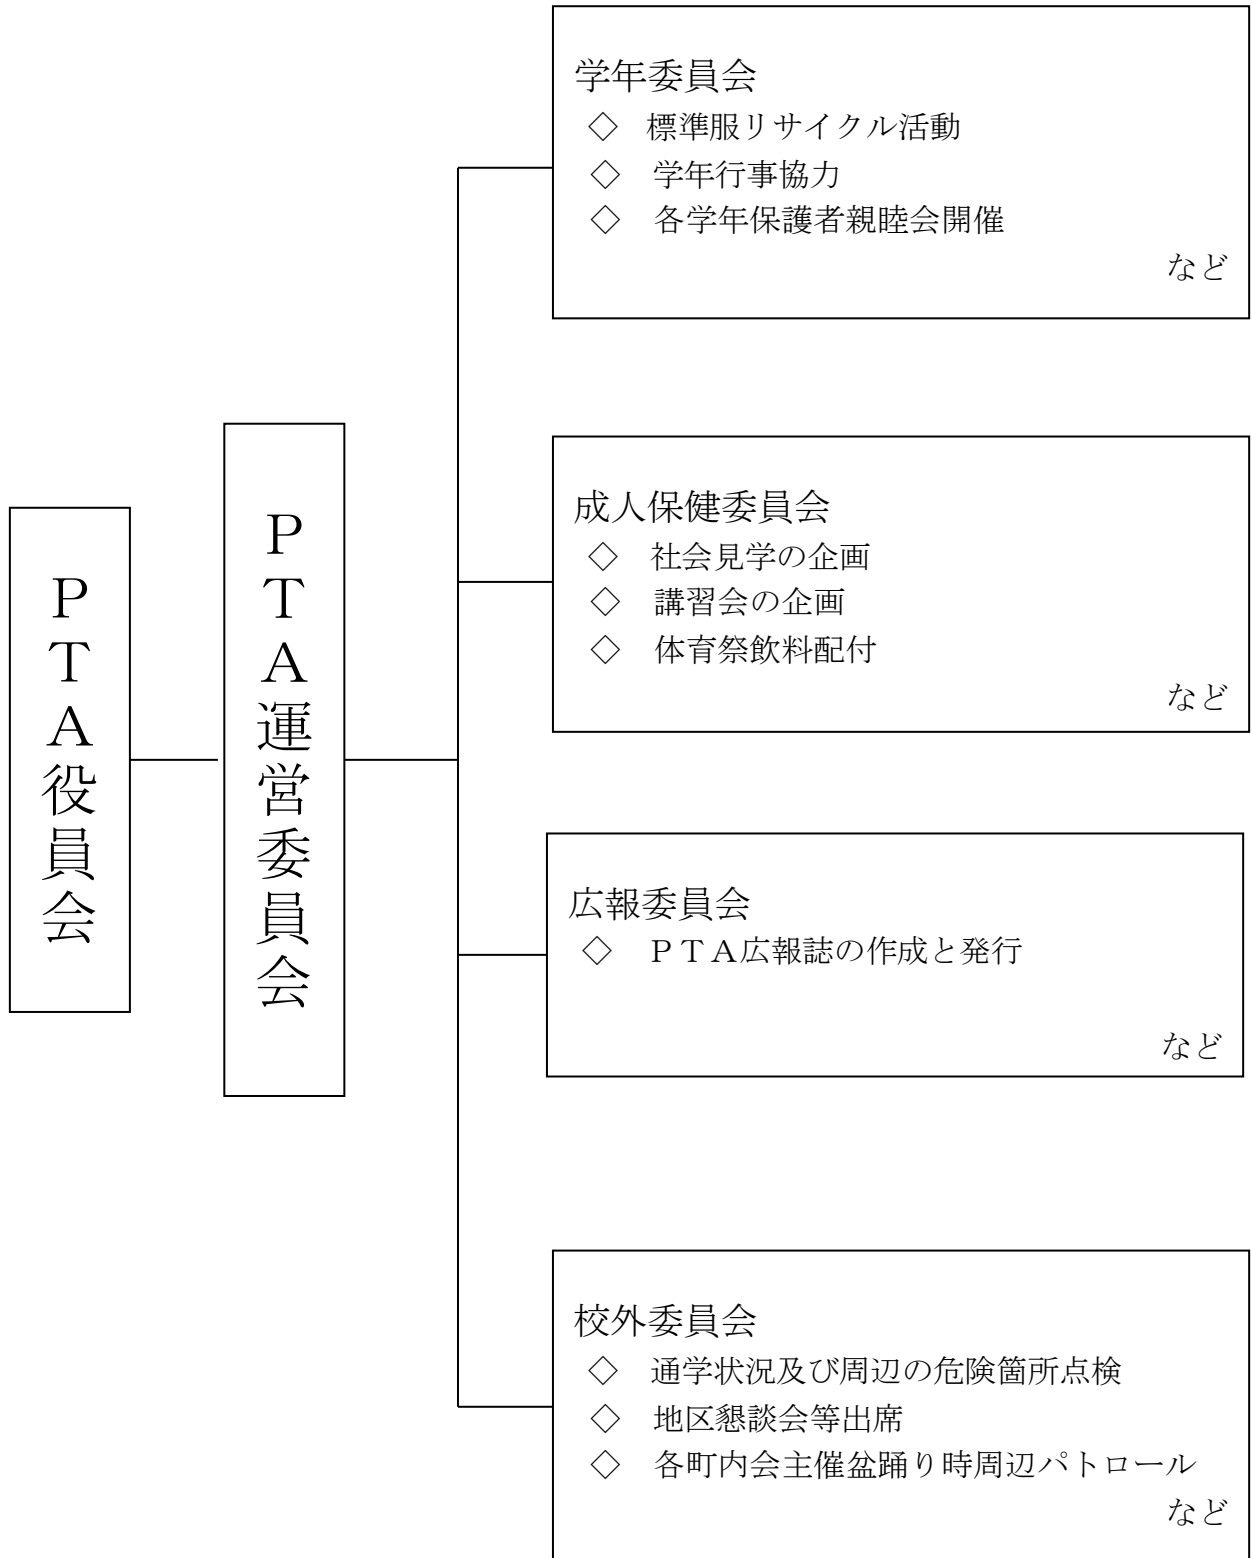 PTA役員会
PTA運営委員会
学年委員会
◇ 標準服リサイクル活動
◇ 学年行事協力
◇ 各学年保護者親睦会開催
など
成人保健委員会
◇ 社会見学の企画
◇ 講習会の企画
◇ 体育祭飲料配付
など
広報委員会
◇ PTA広報誌の作成と発行
など
校外委員会
◇ 通学状況及び周辺の危険箇所点検
◇ 地区懇談会等出席
◇ 各町内会主催盆踊り時周辺パトロール
など